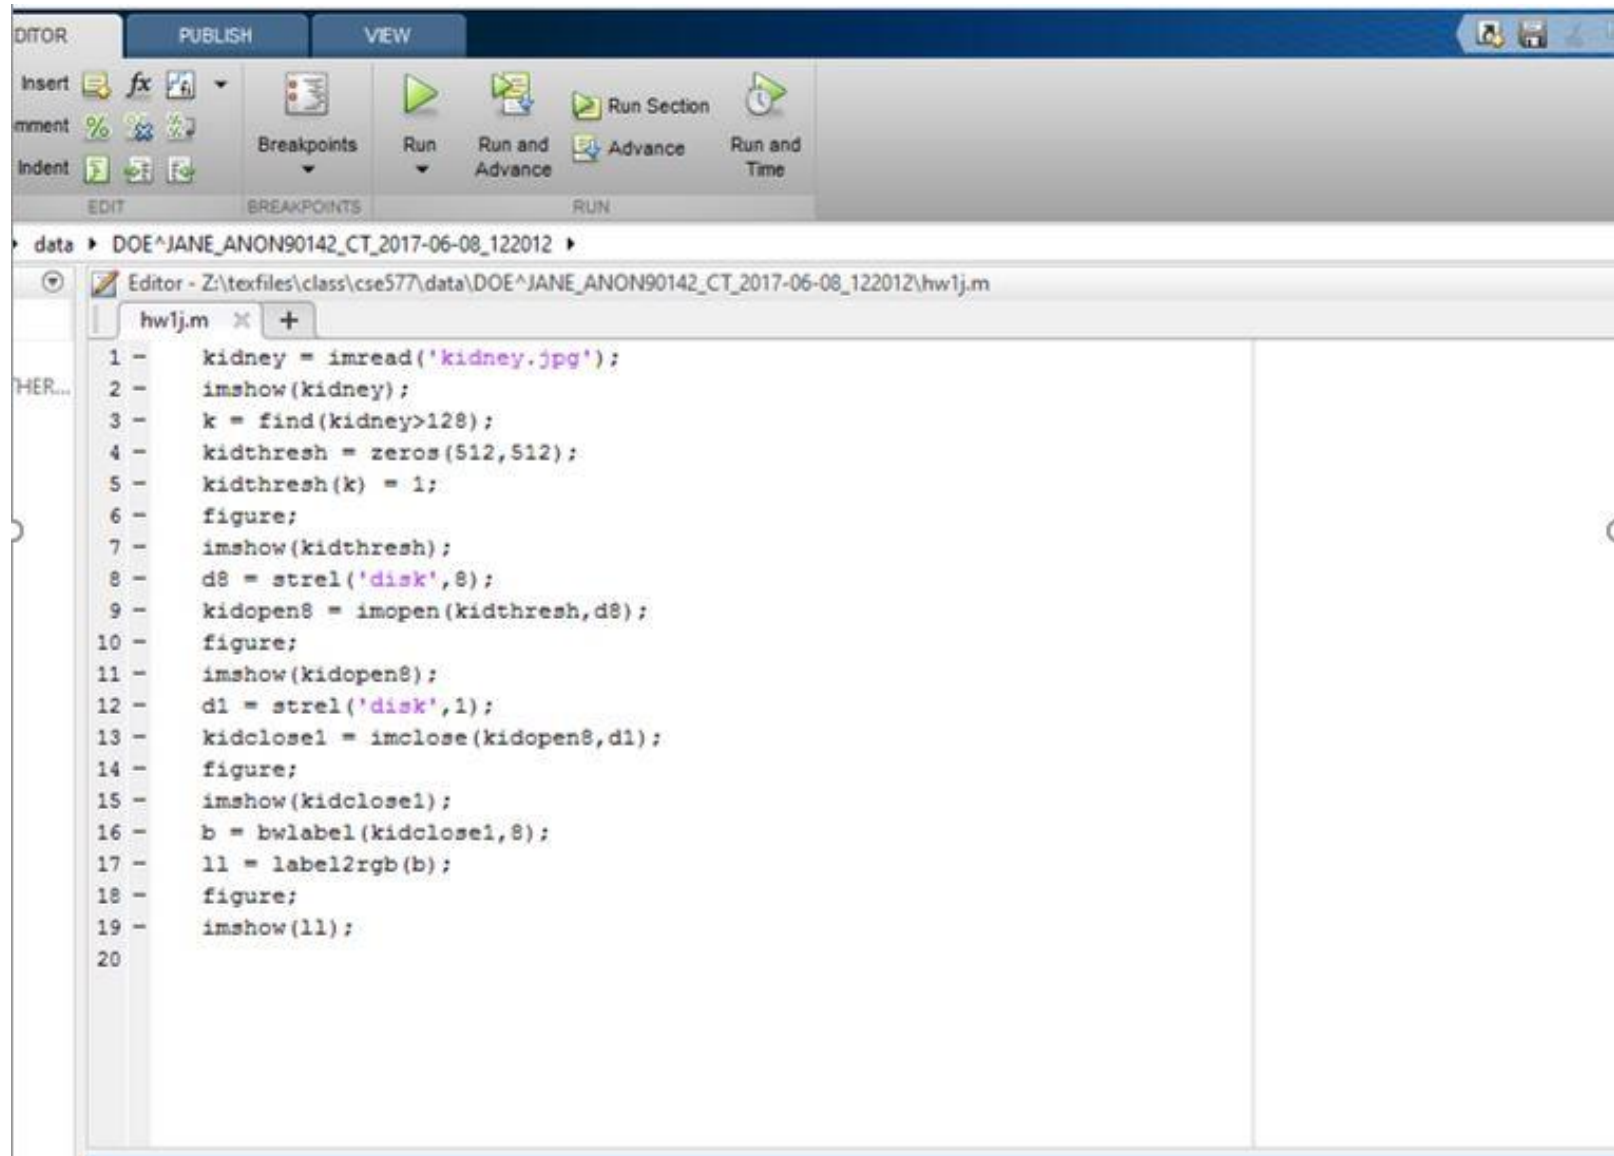 DITOR PUBLISH VIEW
Insert fx
mment % Breakpoints Run Run and Advance Run Section Advance Run and Time
Indent
EDIT BREAKPOINTS RUN
data DOE^JANE_ANON90142_CT_2017-06-08_122012
Editor - Z:\texfiles\class\cse577\data\DOE^JANE_ANON90142_CT_2017-06-08_122012\hw1j.m
hw1j.m × +
THER...
1 - kidney = imread('kidney.jpg');
2 - imshow(kidney);
3 - k = find(kidney>128);
4 - kidthresh = zeros(512,512);
5 - kidthresh(k) = 1;
6 - figure;
7 - imshow(kidthresh);
8 - d8 = strel('disk',8);
9 - kidopen8 = imopen(kidthresh,d8);
10 - figure;
11 - imshow(kidopen8);
12 - d1 = strel('disk',1);
13 - kidclose1 = imclose(kidopen8,d1);
14 - figure;
15 - imshow(kidclose1);
16 - b = bwlabel(kidclose1,8);
17 - ll = label2rgb(b);
18 - figure;
19 - imshow(ll);
20